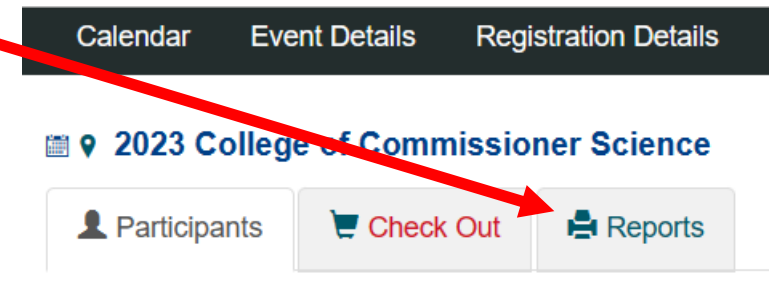 Calendar Event Details Registration Details
2023 College of Commissioner Science
Participants Check Out Reports